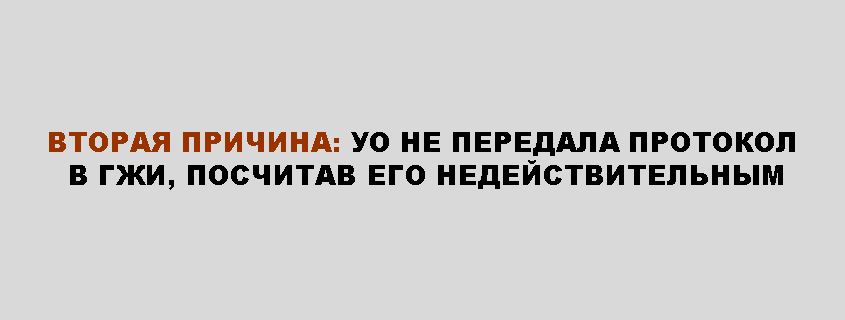 ВТОРАЯ ПРИЧИНА: УО НЕ ПЕРЕДАЛА ПРОТОКОЛ
В ГЖИ, ПОСЧИТАВ ЕГО НЕДЕЙСТВИТЕЛЬНЫМ